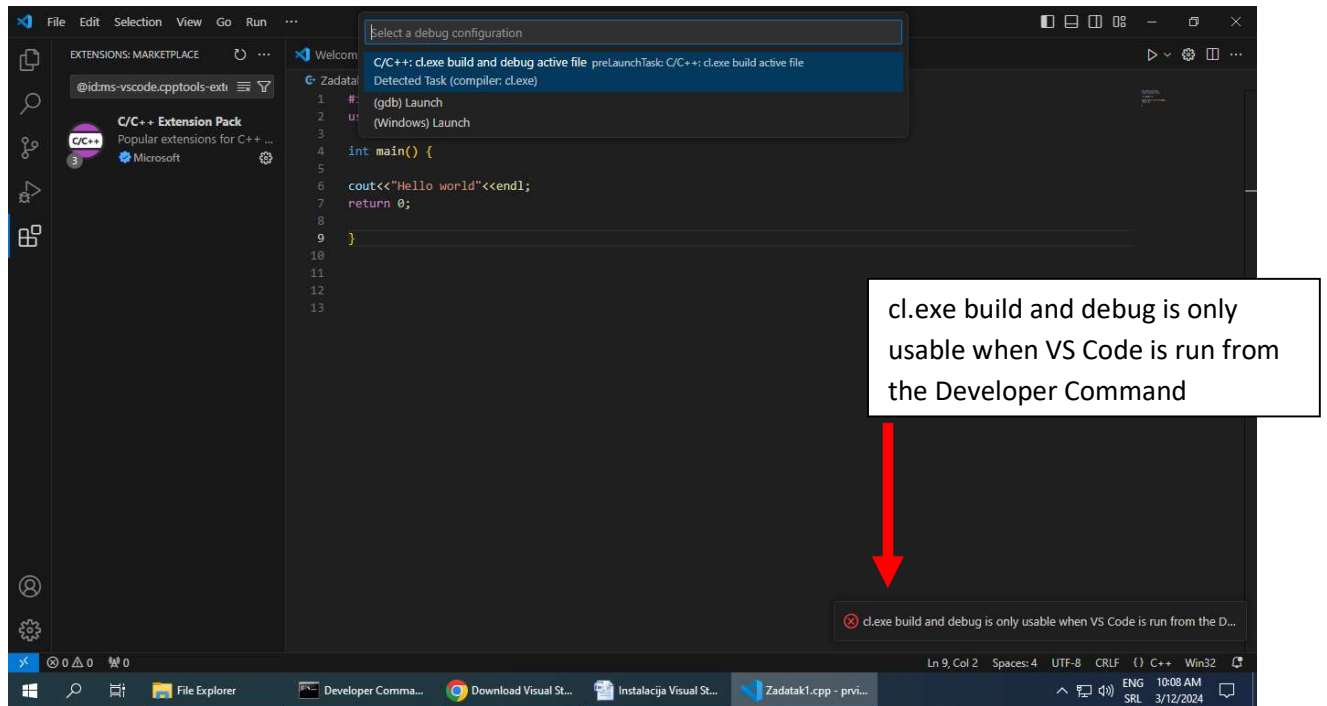 File Edit Selection View Go Run ···
Select a debug configuration
C/C++: cl.exe build and debug active file preLaunchTask: C/C++: cl.exe build active file
Detected Task (compiler: cl.exe)
(gdb) Launch
(Windows) Launch
EXTENSIONS: MARKETPLACE
@id:ms-vscode.cpptools-exte
C/C++ Extension Pack
Popular extensions for C++ ...
Microsoft
C/C++
3
Welcom
Zadatal
1 #
2 u
3
4 int main() {
5
6 cout<<"Hello world"<<endl;
7 return 0;
8
9 }
10
11
12
13
cl.exe build and debug is only
usable when VS Code is run from
the Developer Command
cl.exe build and debug is only usable when VS Code is run from the D...
0 0 0
Ln 9, Col 2 Spaces: 4 UTF-8 CRLF {} C++ Win32
File Explorer
Developer Comma...
Download Visual St...
Instalacija Visual St...
Zadatak1.cpp - prvi...
ENG 10:08 AM
SRL 3/12/2024